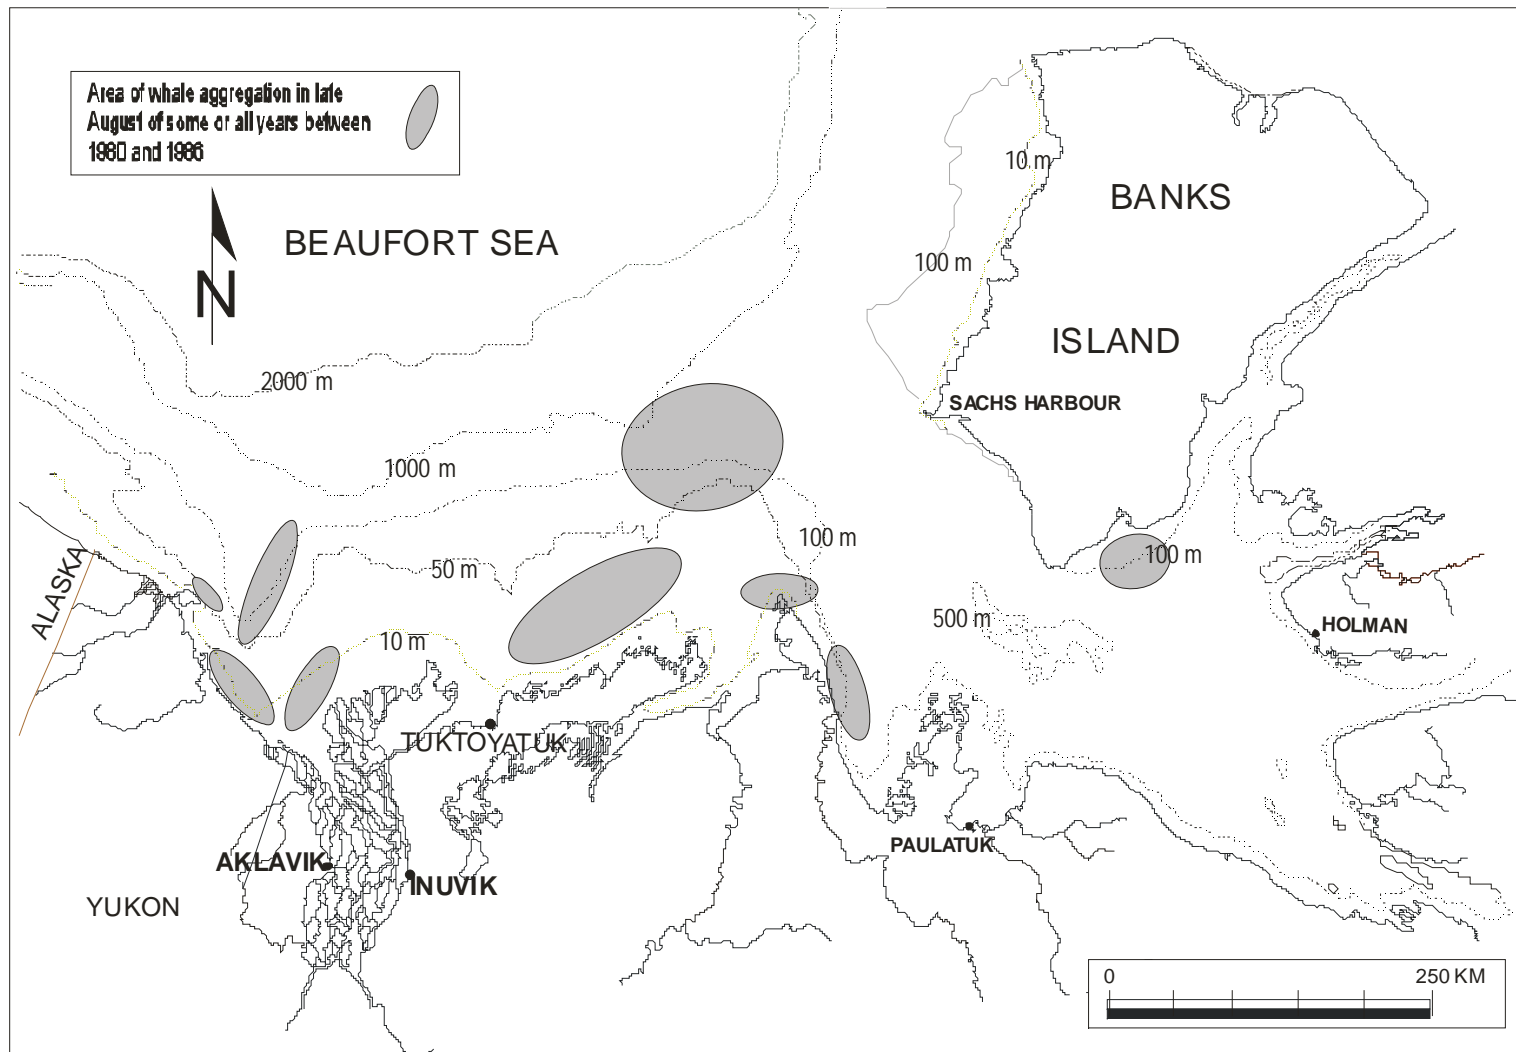 Area of whale aggregation in late
August of some or all years between
1980 and 1986
N
BEAUFORT SEA
BANKS
ISLAND
10 m
100 m
2000 m
SACHS HARBOUR
1000 m
100 m
50 m
100 m
ALASKA
500 m
HOLMAN
10 m
TUKTOYATUK
PAULATUK
AKLAVIK
INUVIK
YUKON
0 250 KM